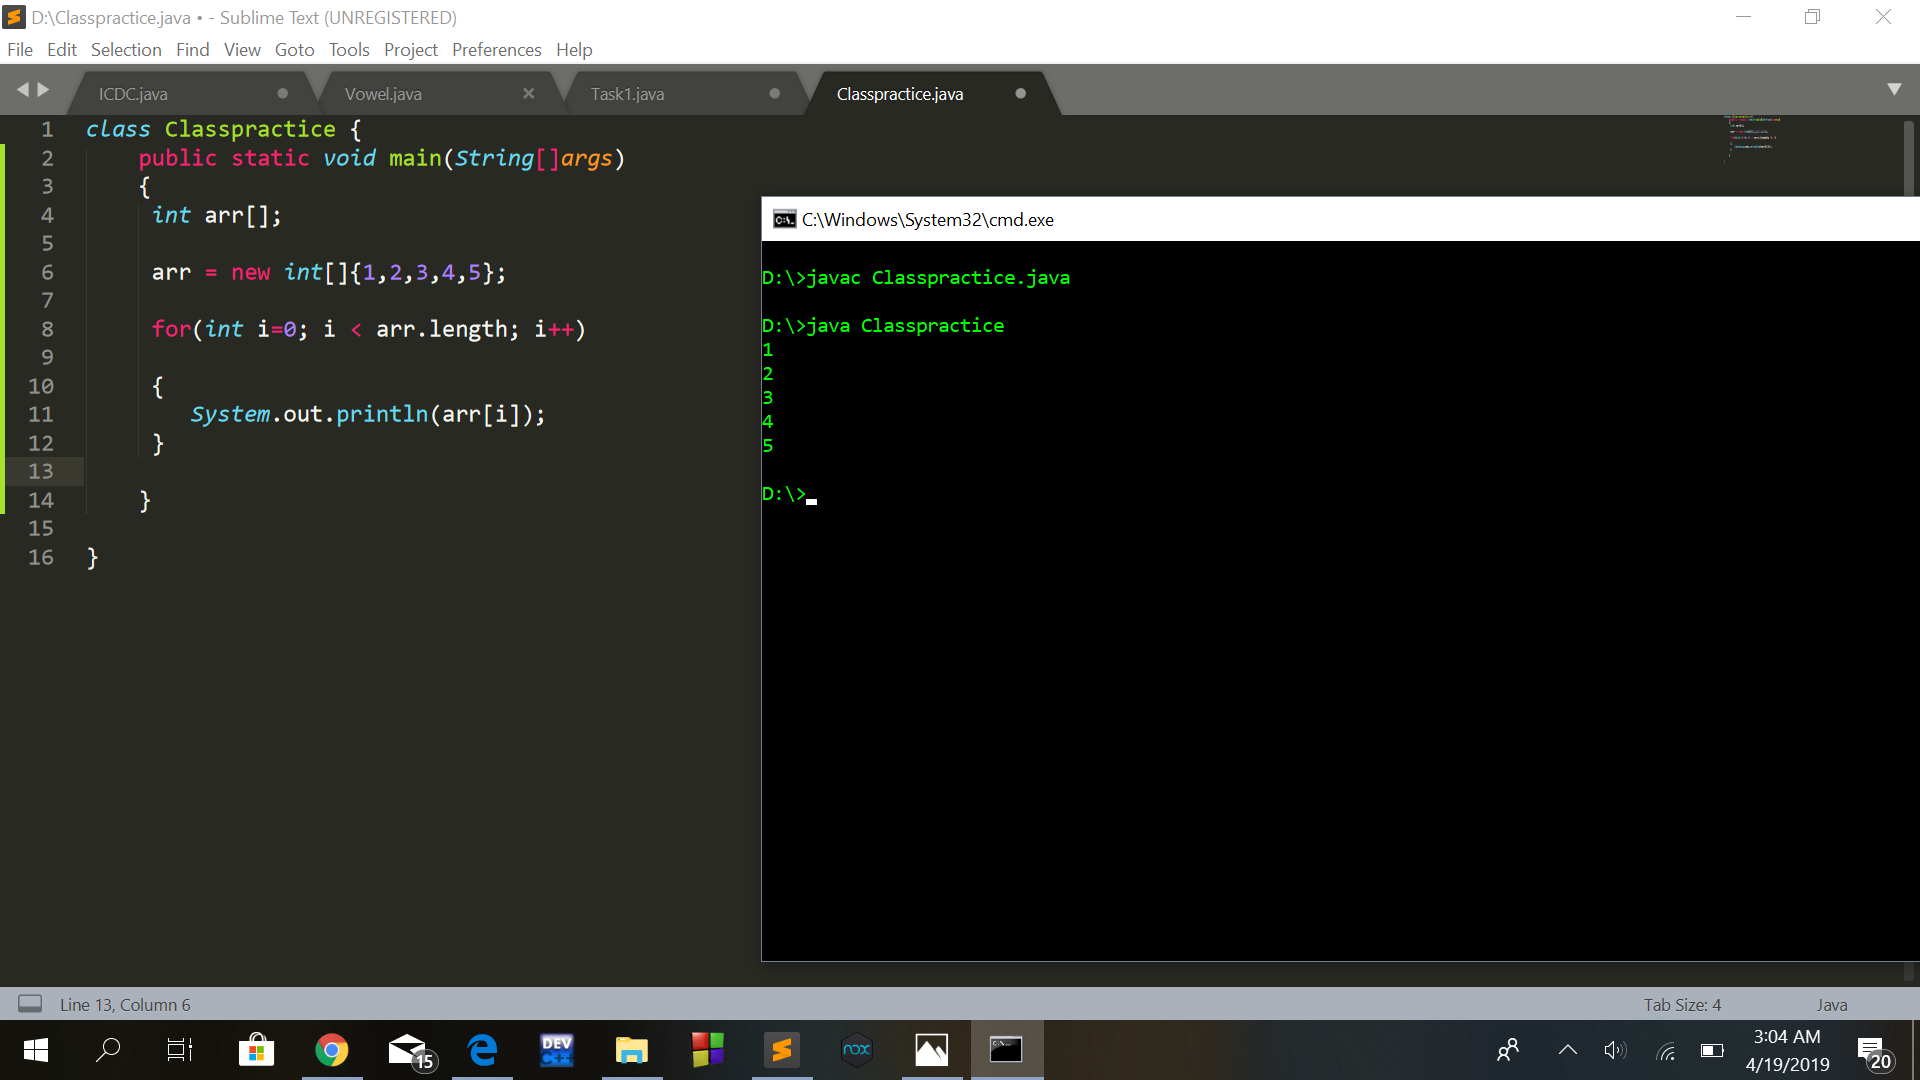 D:\Classpractice.java • - Sublime Text (UNREGISTERED)
File Edit Selection Find View Goto Tools Project Preferences Help
ICDC.java Vowel.java Task1.java Classpractice.java
1 class Classpractice {
2 public static void main(String[]args)
3 {
4 int arr[];
5
6 arr = new int[]{1,2,3,4,5};
7
8 for(int i=0; i < arr.length; i++)
9
10 {
11 System.out.println(arr[i]);
12 }
13
14 }
15
16 }
C:\Windows\System32\cmd.exe
D:\>javac Classpractice.java
D:\>java Classpractice
1
2
3
4
5
D:\>
Line 13, Column 6 Tab Size: 4 Java
15
DEV
C++
nox
3:04 AM
4/19/2019
20